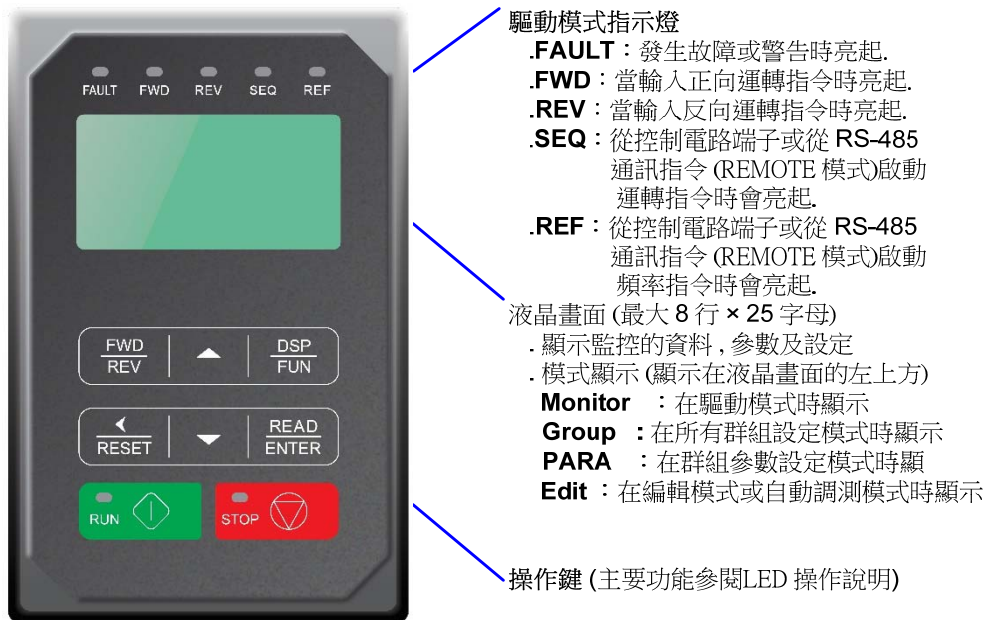 FAULT FWD REV SEQ REF
FWD
REV
DSP
FUN
RESET
READ
ENTER
RUN
STOP
驅動模式指示燈
.FAULT：發生故障或警告時亮起.
.FWD：當輸入正向運轉指令時亮起.
.REV：當輸入反向運轉指令時亮起.
.SEQ：從控制電路端子或從 RS-485
通訊指令 (REMOTE 模式)啟動
運轉指令時會亮起.
.REF：從控制電路端子或從 RS-485
通訊指令 (REMOTE 模式)啟動
頻率指令時會亮起.
液晶畫面 (最大 8 行 × 25 字母)
. 顯示監控的資料 , 參數及設定
. 模式顯示 (顯示在液晶畫面的左上方)
Monitor ：在驅動模式時顯示
Group : 在所有群組設定模式時顯示
PARA ：在群組參數設定模式時顯
Edit ：在編輯模式或自動調測模式時顯示
操作鍵 (主要功能參閱LED 操作說明)